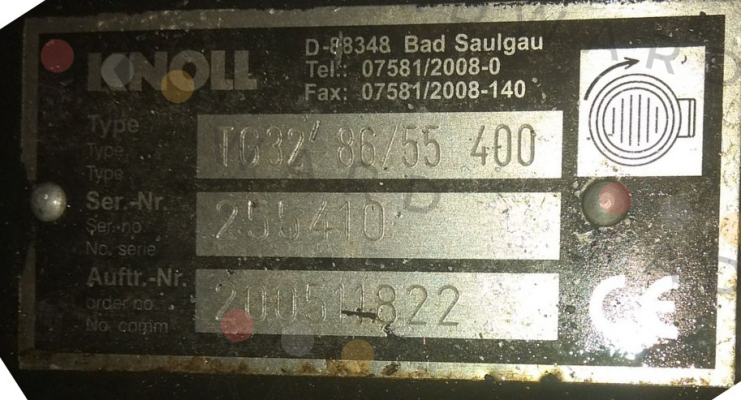 KNOLL
D-88348 Bad Saulgau
Tel.: 07581/2008-0
Fax: 07581/2008-140
Type TG32 86/55 400
Type
Type
Ser.-Nr. 255410
Ser.-no
No. serie
Auftr.-Nr. 200511822
order no
No. comm
CE